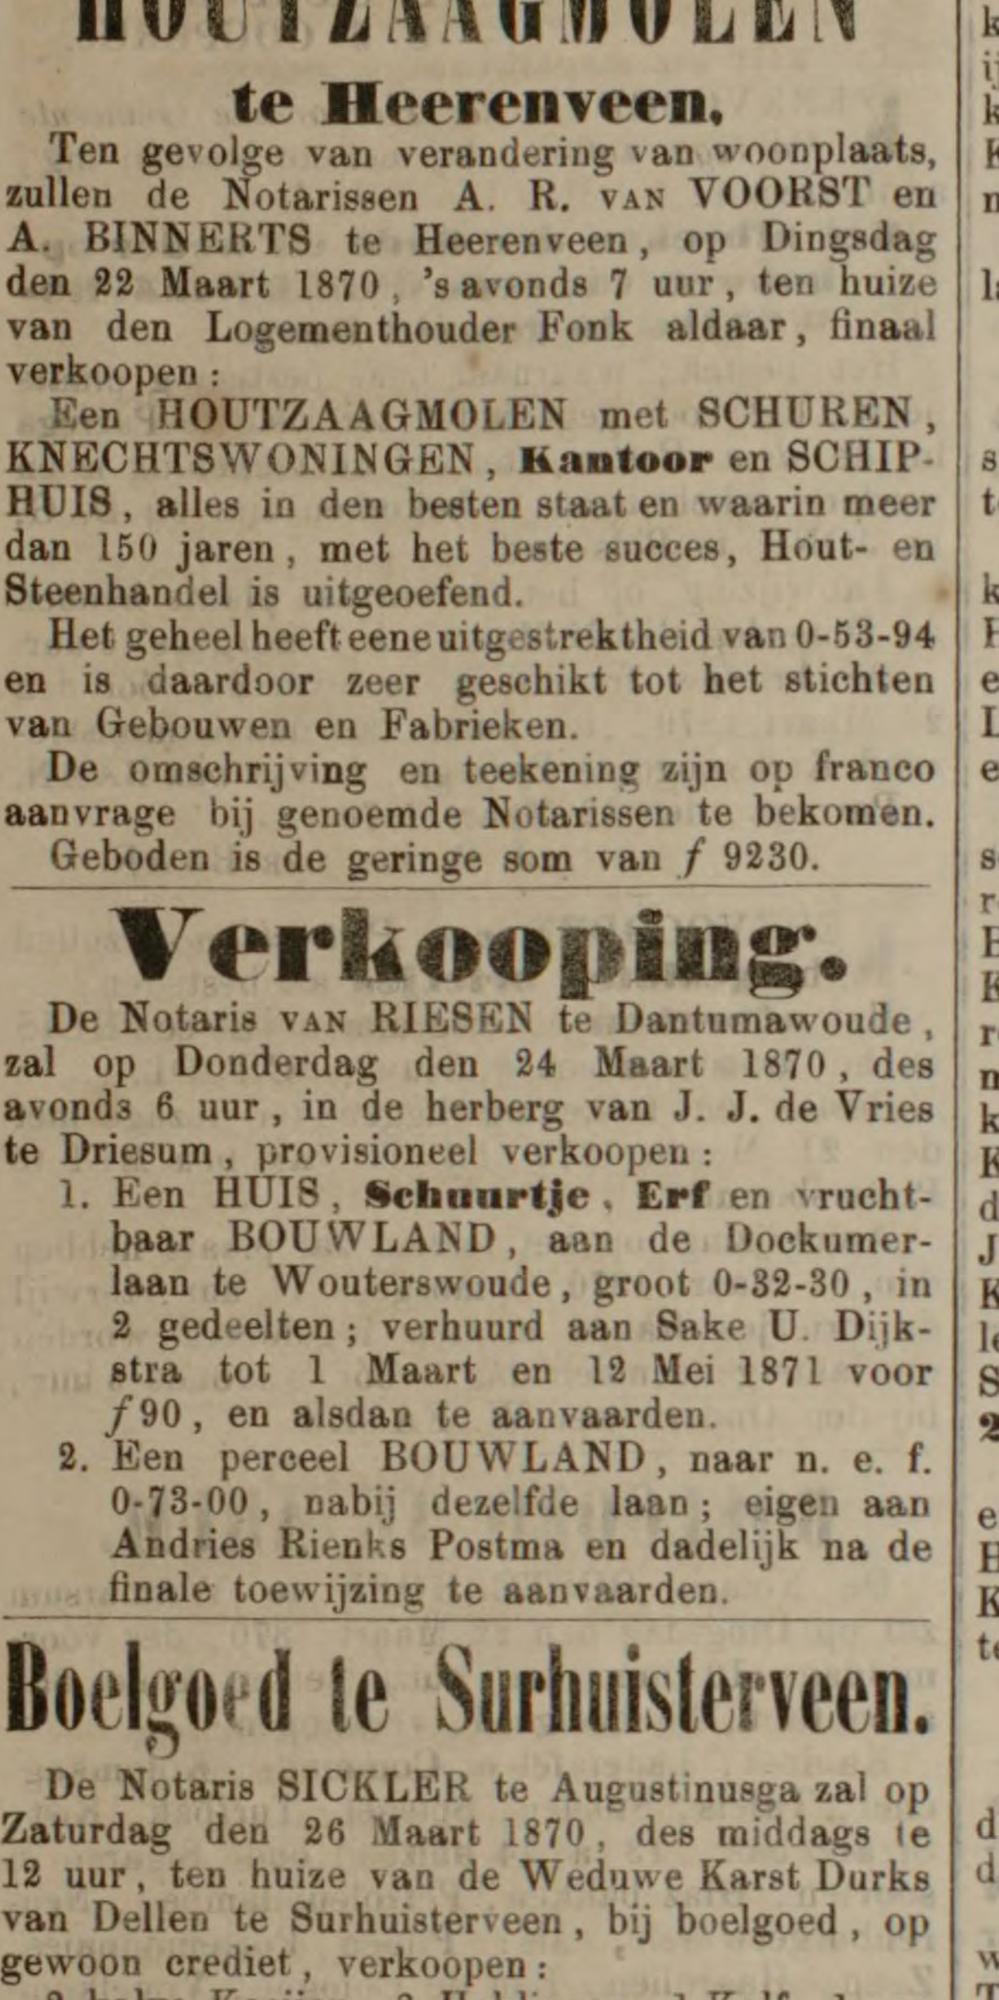 HOUTZAAGMOLEN
te Heerenveen.
Ten gevolge van verandering van woonplaats,
zullen de Notarissen A. R. VAN VOORST en
A. BINNERTS te Heerenveen, op Dingsdag
den 22 Maart 1870, 's avonds 7 uur, ten huize
van den Logementhouder Fonk aldaar, finaal
verkoopen:
Een HOUTZAAGMOLEN met SCHUREN,
KNECHTSWONINGEN, Kantoor en SCHIP-
HUIS, alles in den besten staat en waarin meer
dan 150 jaren, met het beste succes, Hout- en
Steenhandel is uitgeoefend.
Het geheel heeft eene uitgestrektheid van 0-53-94
en is daardoor zeer geschikt tot het stichten
van Gebouwen en Fabrieken.
De omschrijving en teekening zijn op franco
aanvrage bij genoemde Notarissen te bekomen.
Geboden is de geringe som van f 9230.
Verkooping.
De Notaris VAN RIESEN te Dantumawoude,
zal op Donderdag den 24 Maart 1870, des
avonds 6 uur, in de herberg van J. J. de Vries
te Driesum, provisioneel verkoopen:
1. Een HUIS, Schuurtje, Erf en vrucht-
baar BOUWLAND, aan de Dockumer-
laan te Wouterswoude, groot 0-32-30, in
2 gedeelten; verhuurd aan Sake U. Dijk-
stra tot 1 Maart en 12 Mei 1871 voor
f 90, en alsdan te aanvaarden.
2. Een perceel BOUWLAND, naar n. e. f.
0-73-00, nabij dezelfde laan; eigen aan
Andries Rienks Postma en dadelijk na de
finale toewijzing te aanvaarden.
Boelgoed te Surhuisterveen.
De Notaris SICKLER te Augustinusga zal op
Zaturdag den 26 Maart 1870, des middags te
12 uur, ten huize van de Weduwe Karst Durks
van Dellen te Surhuisterveen, bij boelgoed, op
gewoon crediet, verkoopen: